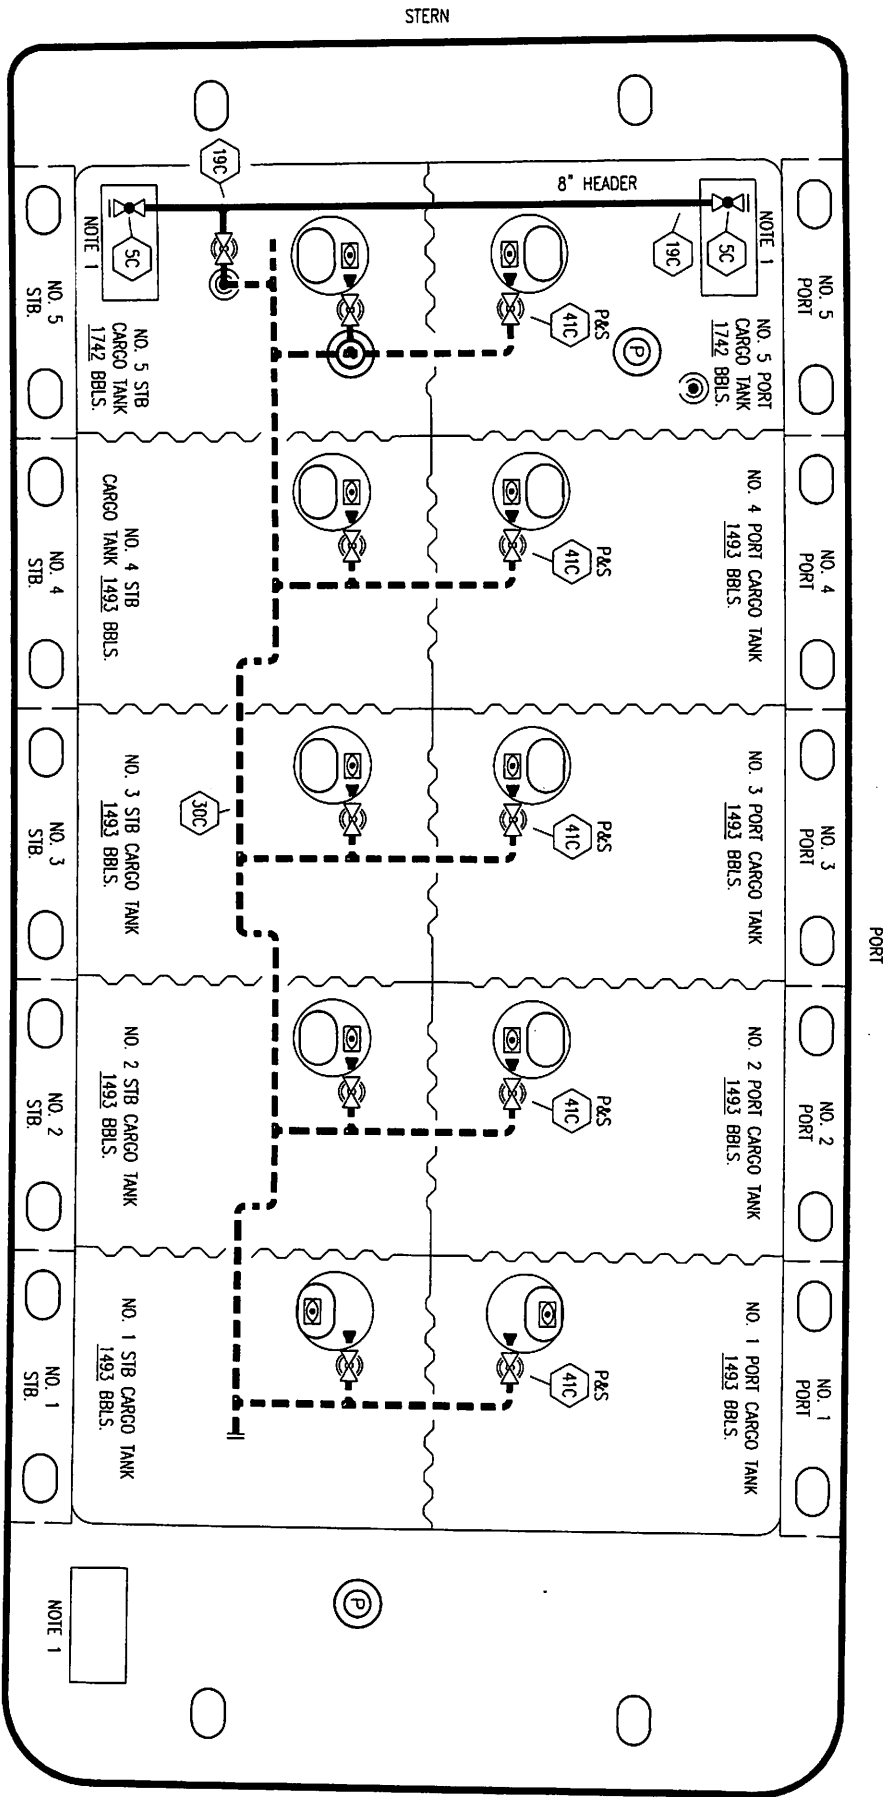 STERN
19C
8" HEADER
NOTE 1
5C
NO. 5
STB.
NO. 5 STB
CARGO TANK
1742 BBLS.
19C
5C
NOTE 1
P&S
41C
P
NO. 5 PORT
CARGO TANK
1742 BBLS.
NO. 5
PORT
NO. 4
STB.
NO. 4 STB
CARGO TANK 1493 BBLS.
P&S
41C
NO. 4 PORT CARGO TANK
1493 BBLS.
NO. 4
PORT
NO. 3
STB.
NO. 3 STB CARGO TANK
1493 BBLS.
30C
P&S
41C
NO. 3 PORT CARGO TANK
1493 BBLS.
NO. 3
PORT
PORT
NO. 2
STB.
NO. 2 STB CARGO TANK
1493 BBLS.
P&S
41C
NO. 2 PORT CARGO TANK
1493 BBLS.
NO. 2
PORT
NO. 1
STB.
NO. 1 STB CARGO TANK
1493 BBLS.
P&S
41C
NO. 1 PORT CARGO TANK
1493 BBLS.
NO. 1
PORT
NOTE 1
P